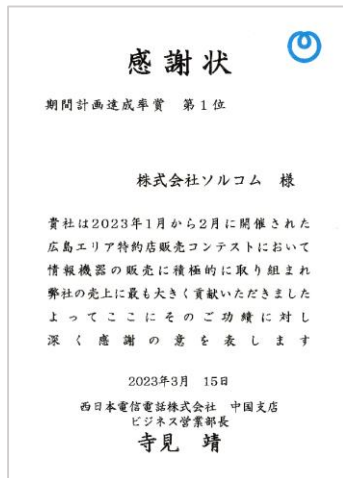 感謝状
期間計画達成率賞 第1位
株式会社ソルコム 様
貴社は2023年1月から2月に開催された
広島エリア特約店販売コンテストにおいて
情報機器の販売に積極的に取り組まれ
弊社の売上に最も大きく貢献いただきました
よってここにそのご功績に対し
深く感謝の意を表します
2023年3月 15日
西日本電信電話株式会社 中国支店
ビジネス営業部長
寺見 靖